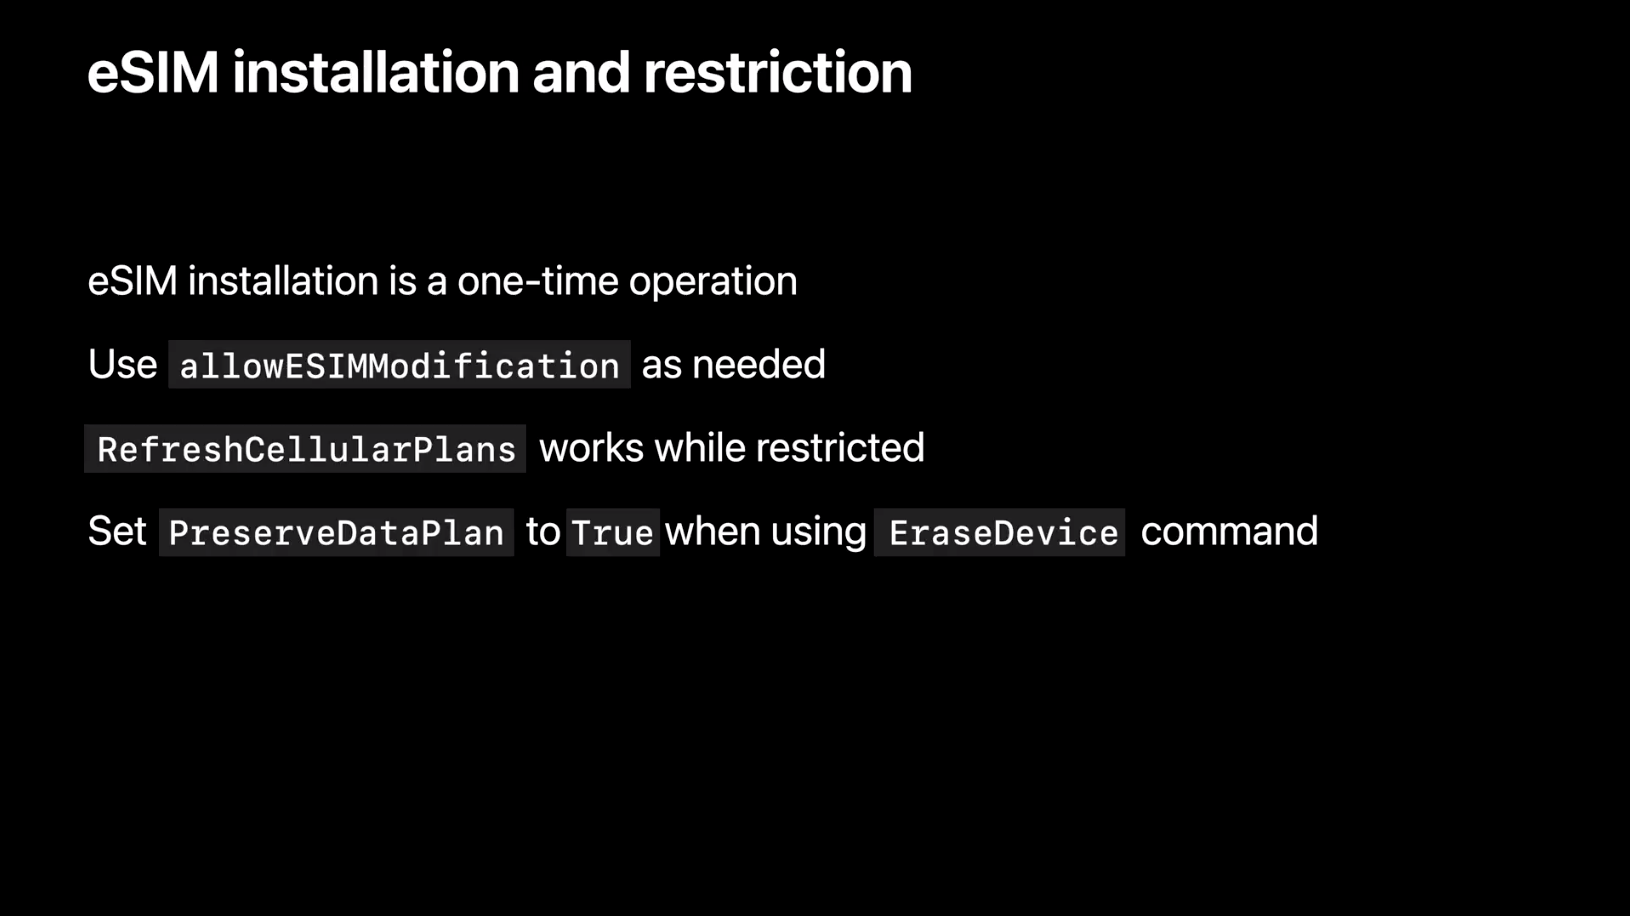 eSIM installation and restriction
eSIM installation is a one-time operation
Use allowESIMModification as needed
RefreshCellularPlans works while restricted
Set PreserveDataPlan to True when using EraseDevice command